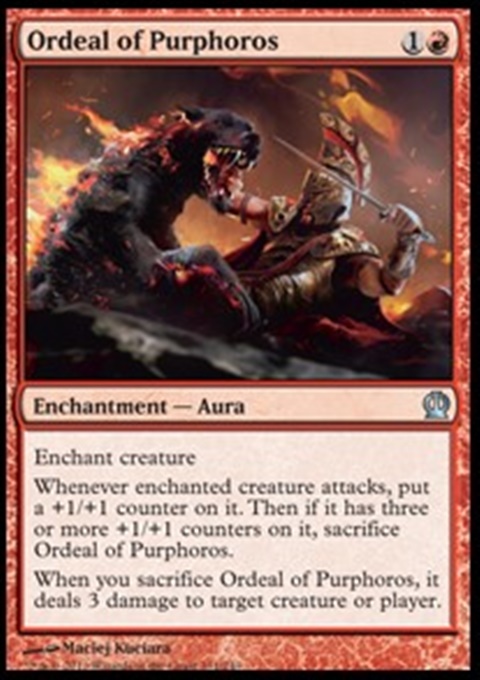 Ordeal of Purphoros 1
Enchantment — Aura
Enchant creature
Whenever enchanted creature attacks, put
a +1/+1 counter on it. Then if it has three
or more +1/+1 counters on it, sacrifice
Ordeal of Purphoros.
When you sacrifice Ordeal of Purphoros, it
deals 3 damage to target creature or player.
Maciej Kuciara